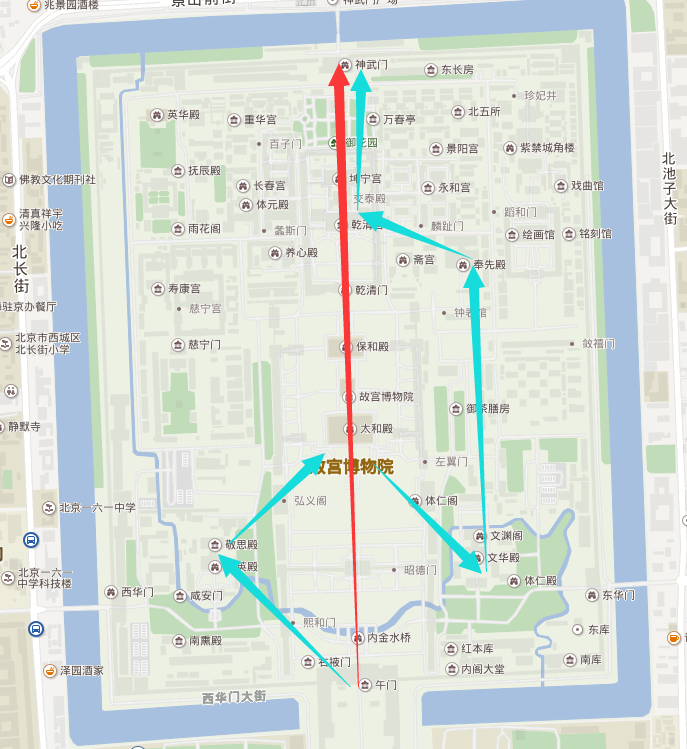 兆景园酒楼
景山前街
神武门广场
神武门
东长房
珍妃井
英华殿
重华宫
万春亭
北五所
百子门
御花园
景阳宫
紫禁城角楼
抚辰殿
坤宁宫
佛教文化期刊社
长春宫
永和宫
戏曲馆
交泰殿
体元殿
蹈和门
清真祥宇
兴隆小吃
雨花阁
螽斯门
麟趾门
绘画馆
铭刻馆
北池子大街
养心殿
斋宫
奉先殿
北长街
寿康宫
乾清门
慈宁宫
驻京办餐厅
北京市西城区
北长街小学
慈宁门
保和殿
敛禧门
故宫博物院
御茶膳房
静默寺
太和殿
左翼门
故宫博物院
弘义阁
体仁阁
北京一六一中学
敬思殿
文渊阁
文华殿
英殿
昭德门
体仁殿
北京一六一
中学科技楼
西华门
咸安门
东华门
熙和门
内金水桥
东库
南熏殿
红本库
右掖门
内阁大堂
南库
泽园酒家
午门
西华门大街